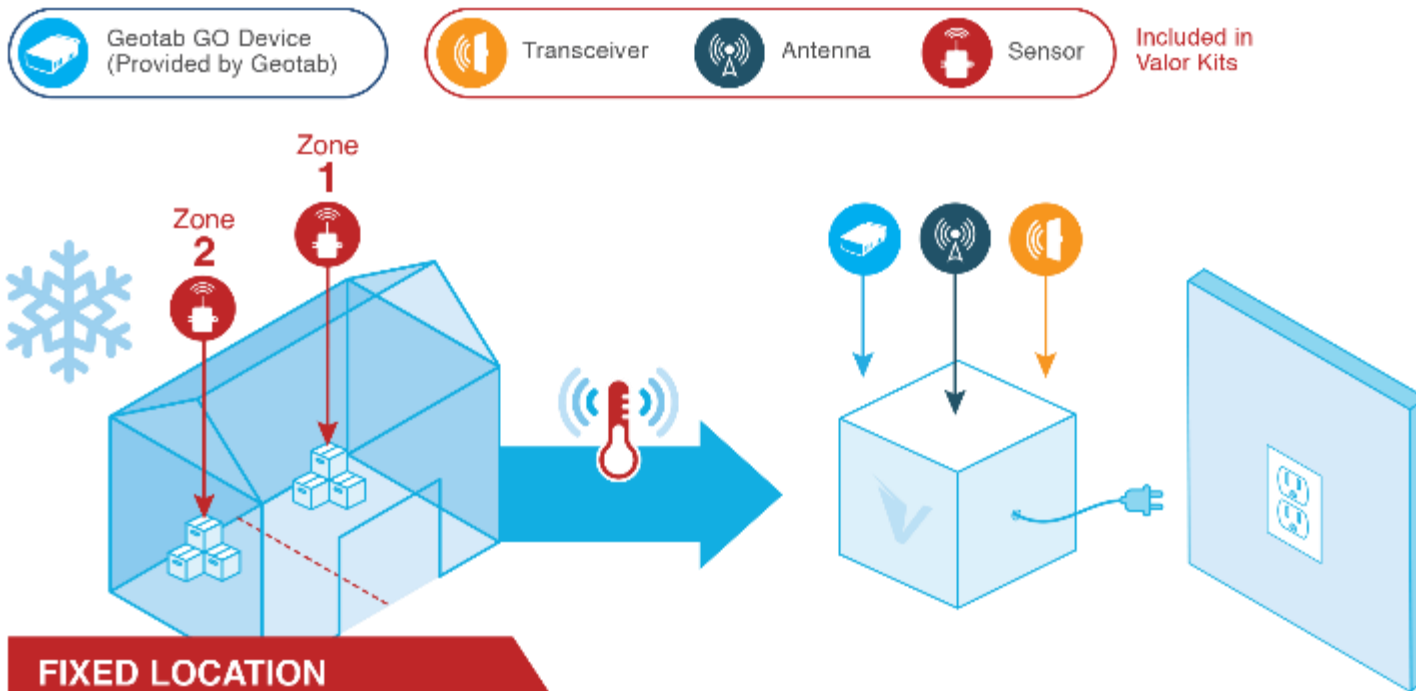 Geotab GO Device
(Provided by Geotab)
Transceiver
Antenna
Sensor
Included in
Valor Kits
Zone
1
Zone
2
FIXED LOCATION